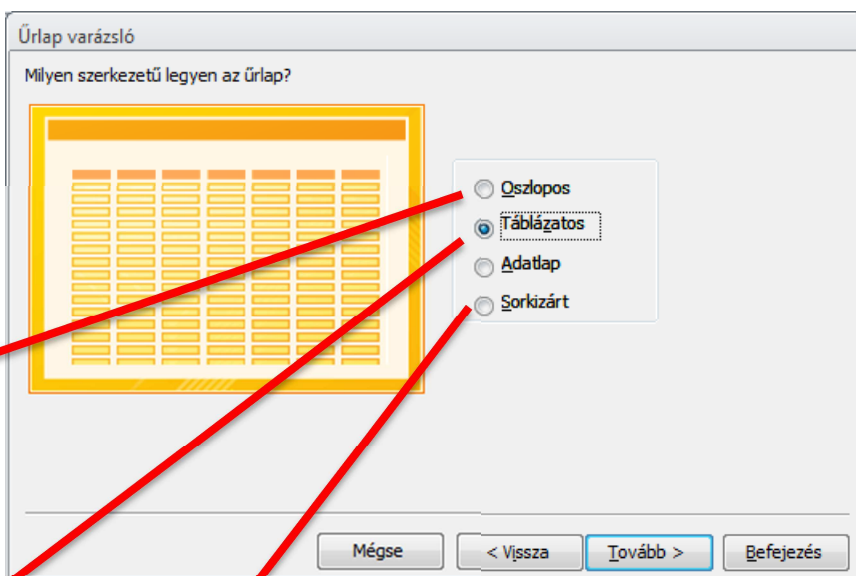 Űrlap varázsló
Milyen szerkezetű legyen az űrlap?
Oszlopos
Táblázatos
Adatlap
Sorkizárt
Mégse
< Vissza
Tovább >
Befejezés